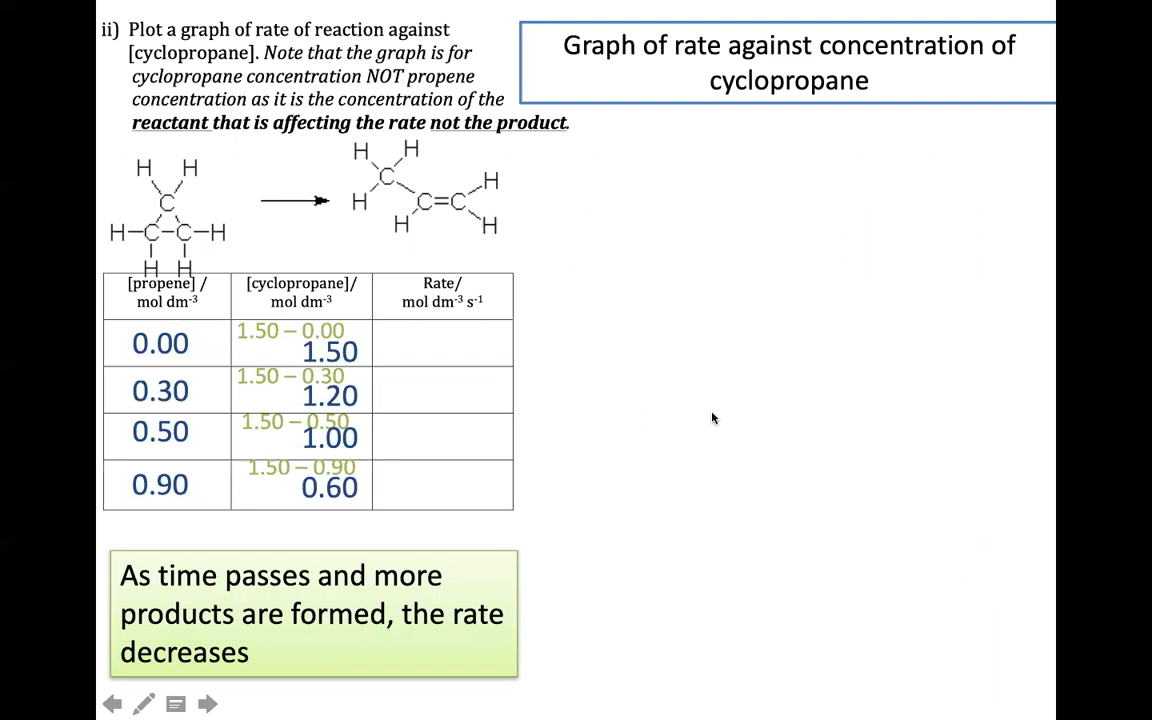 ii) Plot a graph of rate of reaction against
[cyclopropane]. Note that the graph is for
cyclopropane concentration NOT propene
concentration as it is the concentration of the
reactant that is affecting the rate not the product.
Graph of rate against concentration of
cyclopropane
H H
C
H-C-C-H
H H
H H
C H
H C=C
H H
[propene] / [cyclopropane]/ Rate/
mol dm-3 mol dm-3 mol dm-3 s-1
0.00 1.50 – 0.00
1.50
0.30 1.50 – 0.30
1.20
0.50 1.50 – 0.50
1.00
0.90 1.50 – 0.90
0.60
As time passes and more
products are formed, the rate
decreases